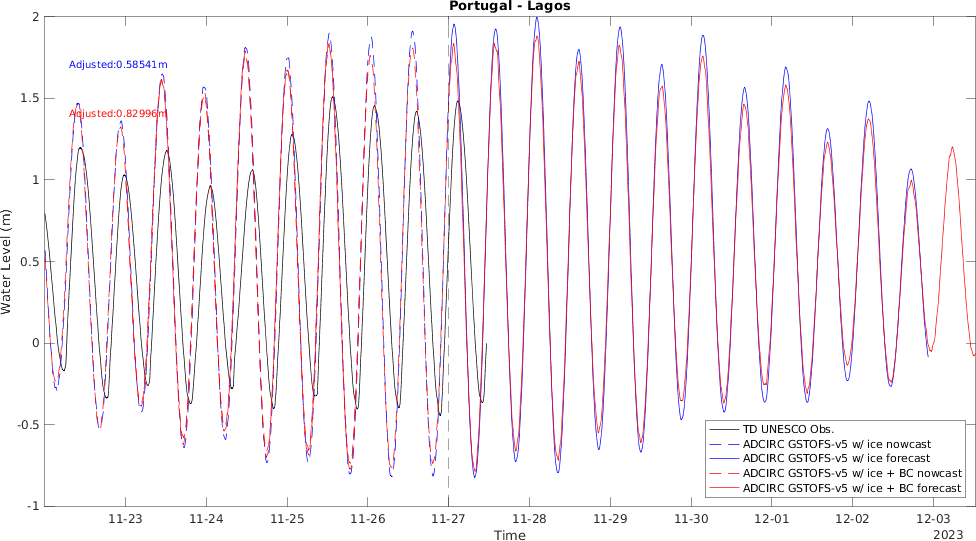 Portugal - Lagos
2
1.5
1
0.5
0
-0.5
-1
Water Level (m)
Adjusted:0.58541m
Adjusted:0.82996m
TD UNESCO Obs.
ADCIRC GSTOFS-v5 w/ ice nowcast
ADCIRC GSTOFS-v5 w/ ice forecast
ADCIRC GSTOFS-v5 w/ ice + BC nowcast
ADCIRC GSTOFS-v5 w/ ice + BC forecast
11-23 11-24 11-25 11-26 11-27 11-28 11-29 11-30 12-01 12-02 12-03
Time
2023